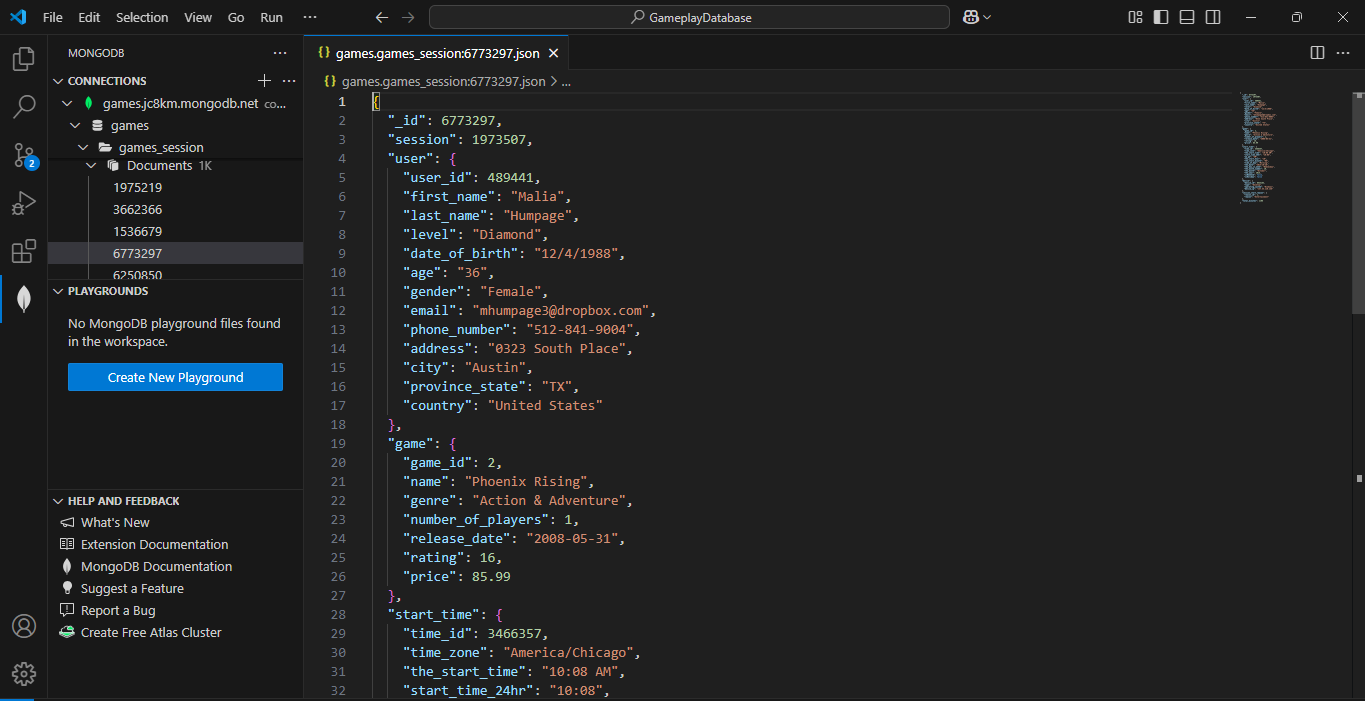 File Edit Selection View Go Run ···
GameplayDatabase
MONGODB
CONNECTIONS
games.jc8km.mongodb.net co...
games
games_session
Documents 1K
1975219
3662366
1536679
6773297
6250850
PLAYGROUNDS
No MongoDB playground files found
in the workspace.
Create New Playground
HELP AND FEEDBACK
What's New
Extension Documentation
MongoDB Documentation
Suggest a Feature
Report a Bug
Create Free Atlas Cluster
2
{} games.games_session:6773297.json
{} games.games_session:6773297.json > ...
1 {
2 "_id": 6773297,
3 "session": 1973507,
4 "user": {
5 "user_id": 489441,
6 "first_name": "Malia",
7 "last_name": "Humpage",
8 "level": "Diamond",
9 "date_of_birth": "12/4/1988",
10 "age": "36",
11 "gender": "Female",
12 "email": "mhumpage3@dropbox.com",
13 "phone_number": "512-841-9004",
14 "address": "0323 South Place",
15 "city": "Austin",
16 "province_state": "TX",
17 "country": "United States"
18 },
19 "game": {
20 "game_id": 2,
21 "name": "Phoenix Rising",
22 "genre": "Action & Adventure",
23 "number_of_players": 1,
24 "release_date": "2008-05-31",
25 "rating": 16,
26 "price": 85.99
27 },
28 "start_time": {
29 "time_id": 3466357,
30 "time_zone": "America/Chicago",
31 "the_start_time": "10:08 AM",
32 "start_time_24hr": "10:08",